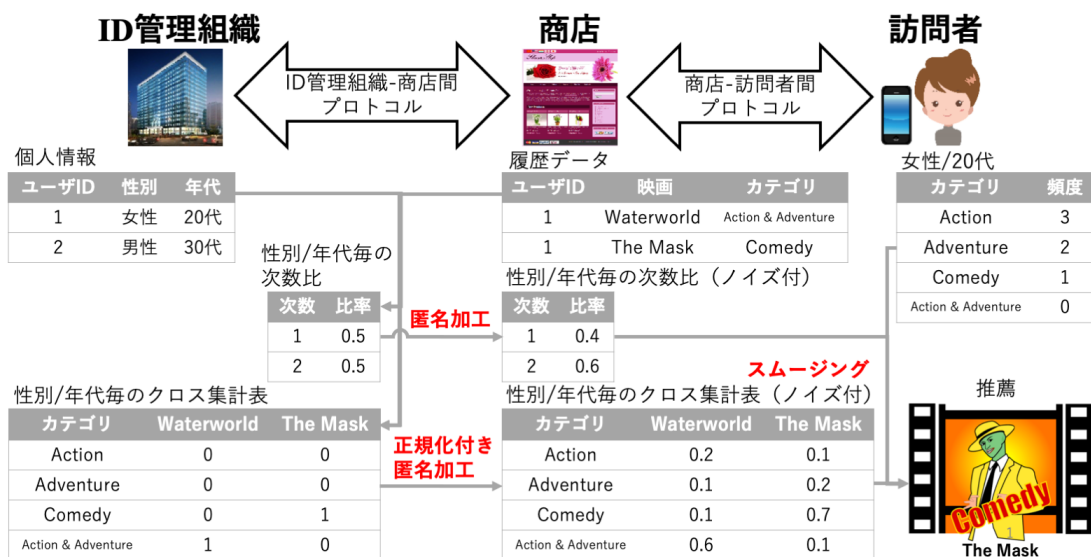 ID管理組織
商店
訪問者
ID管理組織-商店間
プロトコル
商店-訪問者間
プロトコル
個人情報
ユーザID 性別 年代
1 女性 20代
2 男性 30代
履歴データ
ユーザID 映画 カテゴリ
1 Waterworld Action & Adventure
1 The Mask Comedy
女性/20代
カテゴリ 頻度
Action 3
Adventure 2
Comedy 1
Action & Adventure 0
性別/年代毎の
次数比
次数 比率
1 0.5
2 0.5
匿名加工
性別/年代毎の次数比（ノイズ付）
次数 比率
1 0.4
2 0.6
スムージング
性別/年代毎のクロス集計表
カテゴリ Waterworld The Mask
Action 0 0
Adventure 0 0
Comedy 0 1
Action & Adventure 1 0
正規化付き
匿名加工
性別/年代毎のクロス集計表（ノイズ付）
カテゴリ Waterworld The Mask
Action 0.2 0.1
Adventure 0.1 0.2
Comedy 0.1 0.7
Action & Adventure 0.6 0.1
推薦
Comedy
1
The Mask